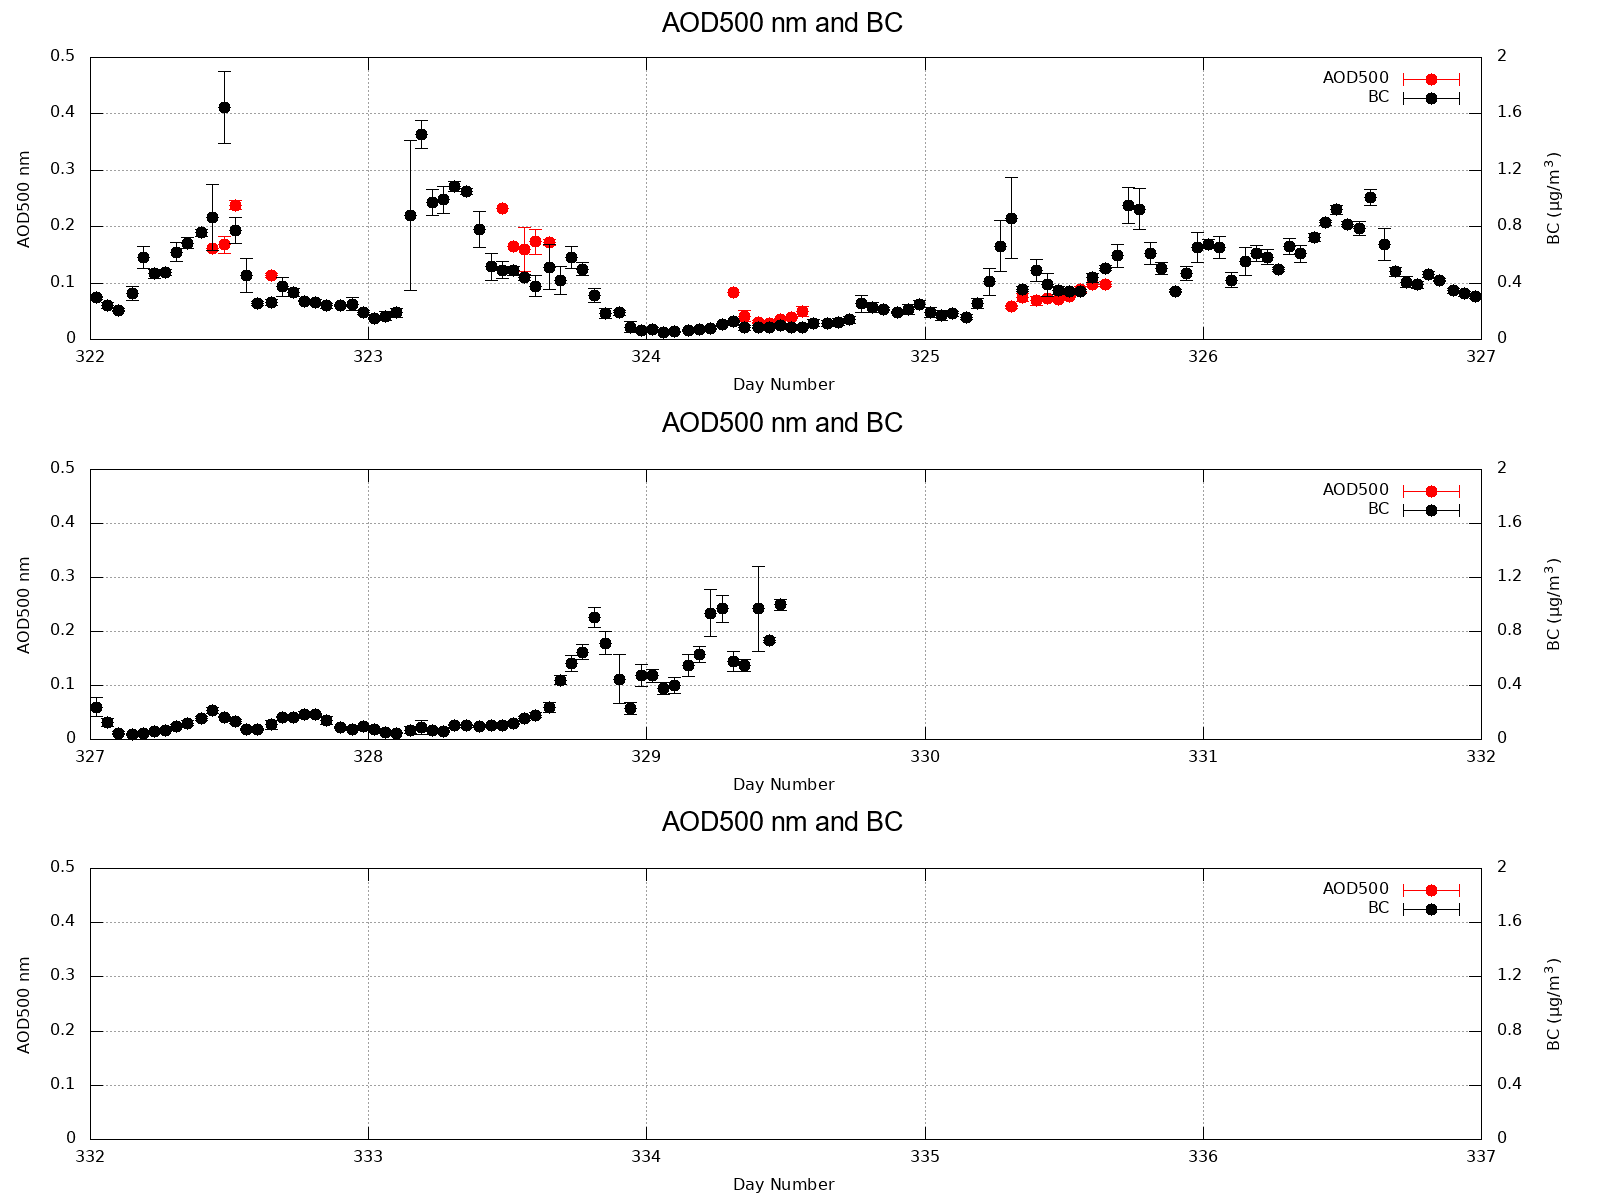 AOD500 nm and BC
0.5
0.4
0.3
0.2
0.1
0
AOD500 nm
2
1.6
1.2
0.8
0.4
0
BC (µg/m³)
AOD500
BC
322 323 324 325 326 327
Day Number
AOD500 nm and BC
0.5
0.4
0.3
0.2
0.1
0
AOD500 nm
2
1.6
1.2
0.8
0.4
0
BC (µg/m³)
AOD500
BC
327 328 329 330 331 332
Day Number
AOD500 nm and BC
0.5
0.4
0.3
0.2
0.1
0
AOD500 nm
2
1.6
1.2
0.8
0.4
0
BC (µg/m³)
AOD500
BC
332 333 334 335 336 337
Day Number